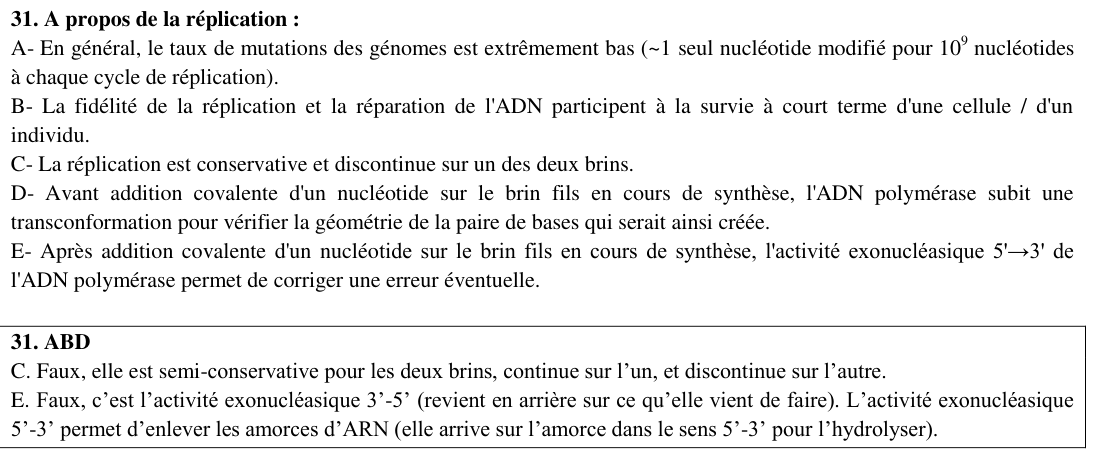 31. A propos de la réplication :
A- En général, le taux de mutations des génomes est extrêmement bas (~1 seul nucléotide modifié pour 10⁹ nucléotides
à chaque cycle de réplication).
B- La fidélité de la réplication et la réparation de l'ADN participent à la survie à court terme d'une cellule / d'un
individu.
C- La réplication est conservative et discontinue sur un des deux brins.
D- Avant addition covalente d'un nucléotide sur le brin fils en cours de synthèse, l'ADN polymérase subit une
transconformation pour vérifier la géométrie de la paire de bases qui serait ainsi créée.
E- Après addition covalente d'un nucléotide sur le brin fils en cours de synthèse, l'activité exonucléasique 5'→3' de
l'ADN polymérase permet de corriger une erreur éventuelle.
31. ABD
C. Faux, elle est semi-conservative pour les deux brins, continue sur l’un, et discontinue sur l’autre.
E. Faux, c’est l’activité exonucléasique 3’-5’ (revient en arrière sur ce qu’elle vient de faire). L’activité exonucléasique
5’-3’ permet d’enlever les amorces d’ARN (elle arrive sur l’amorce dans le sens 5’-3’ pour l’hydrolyser).